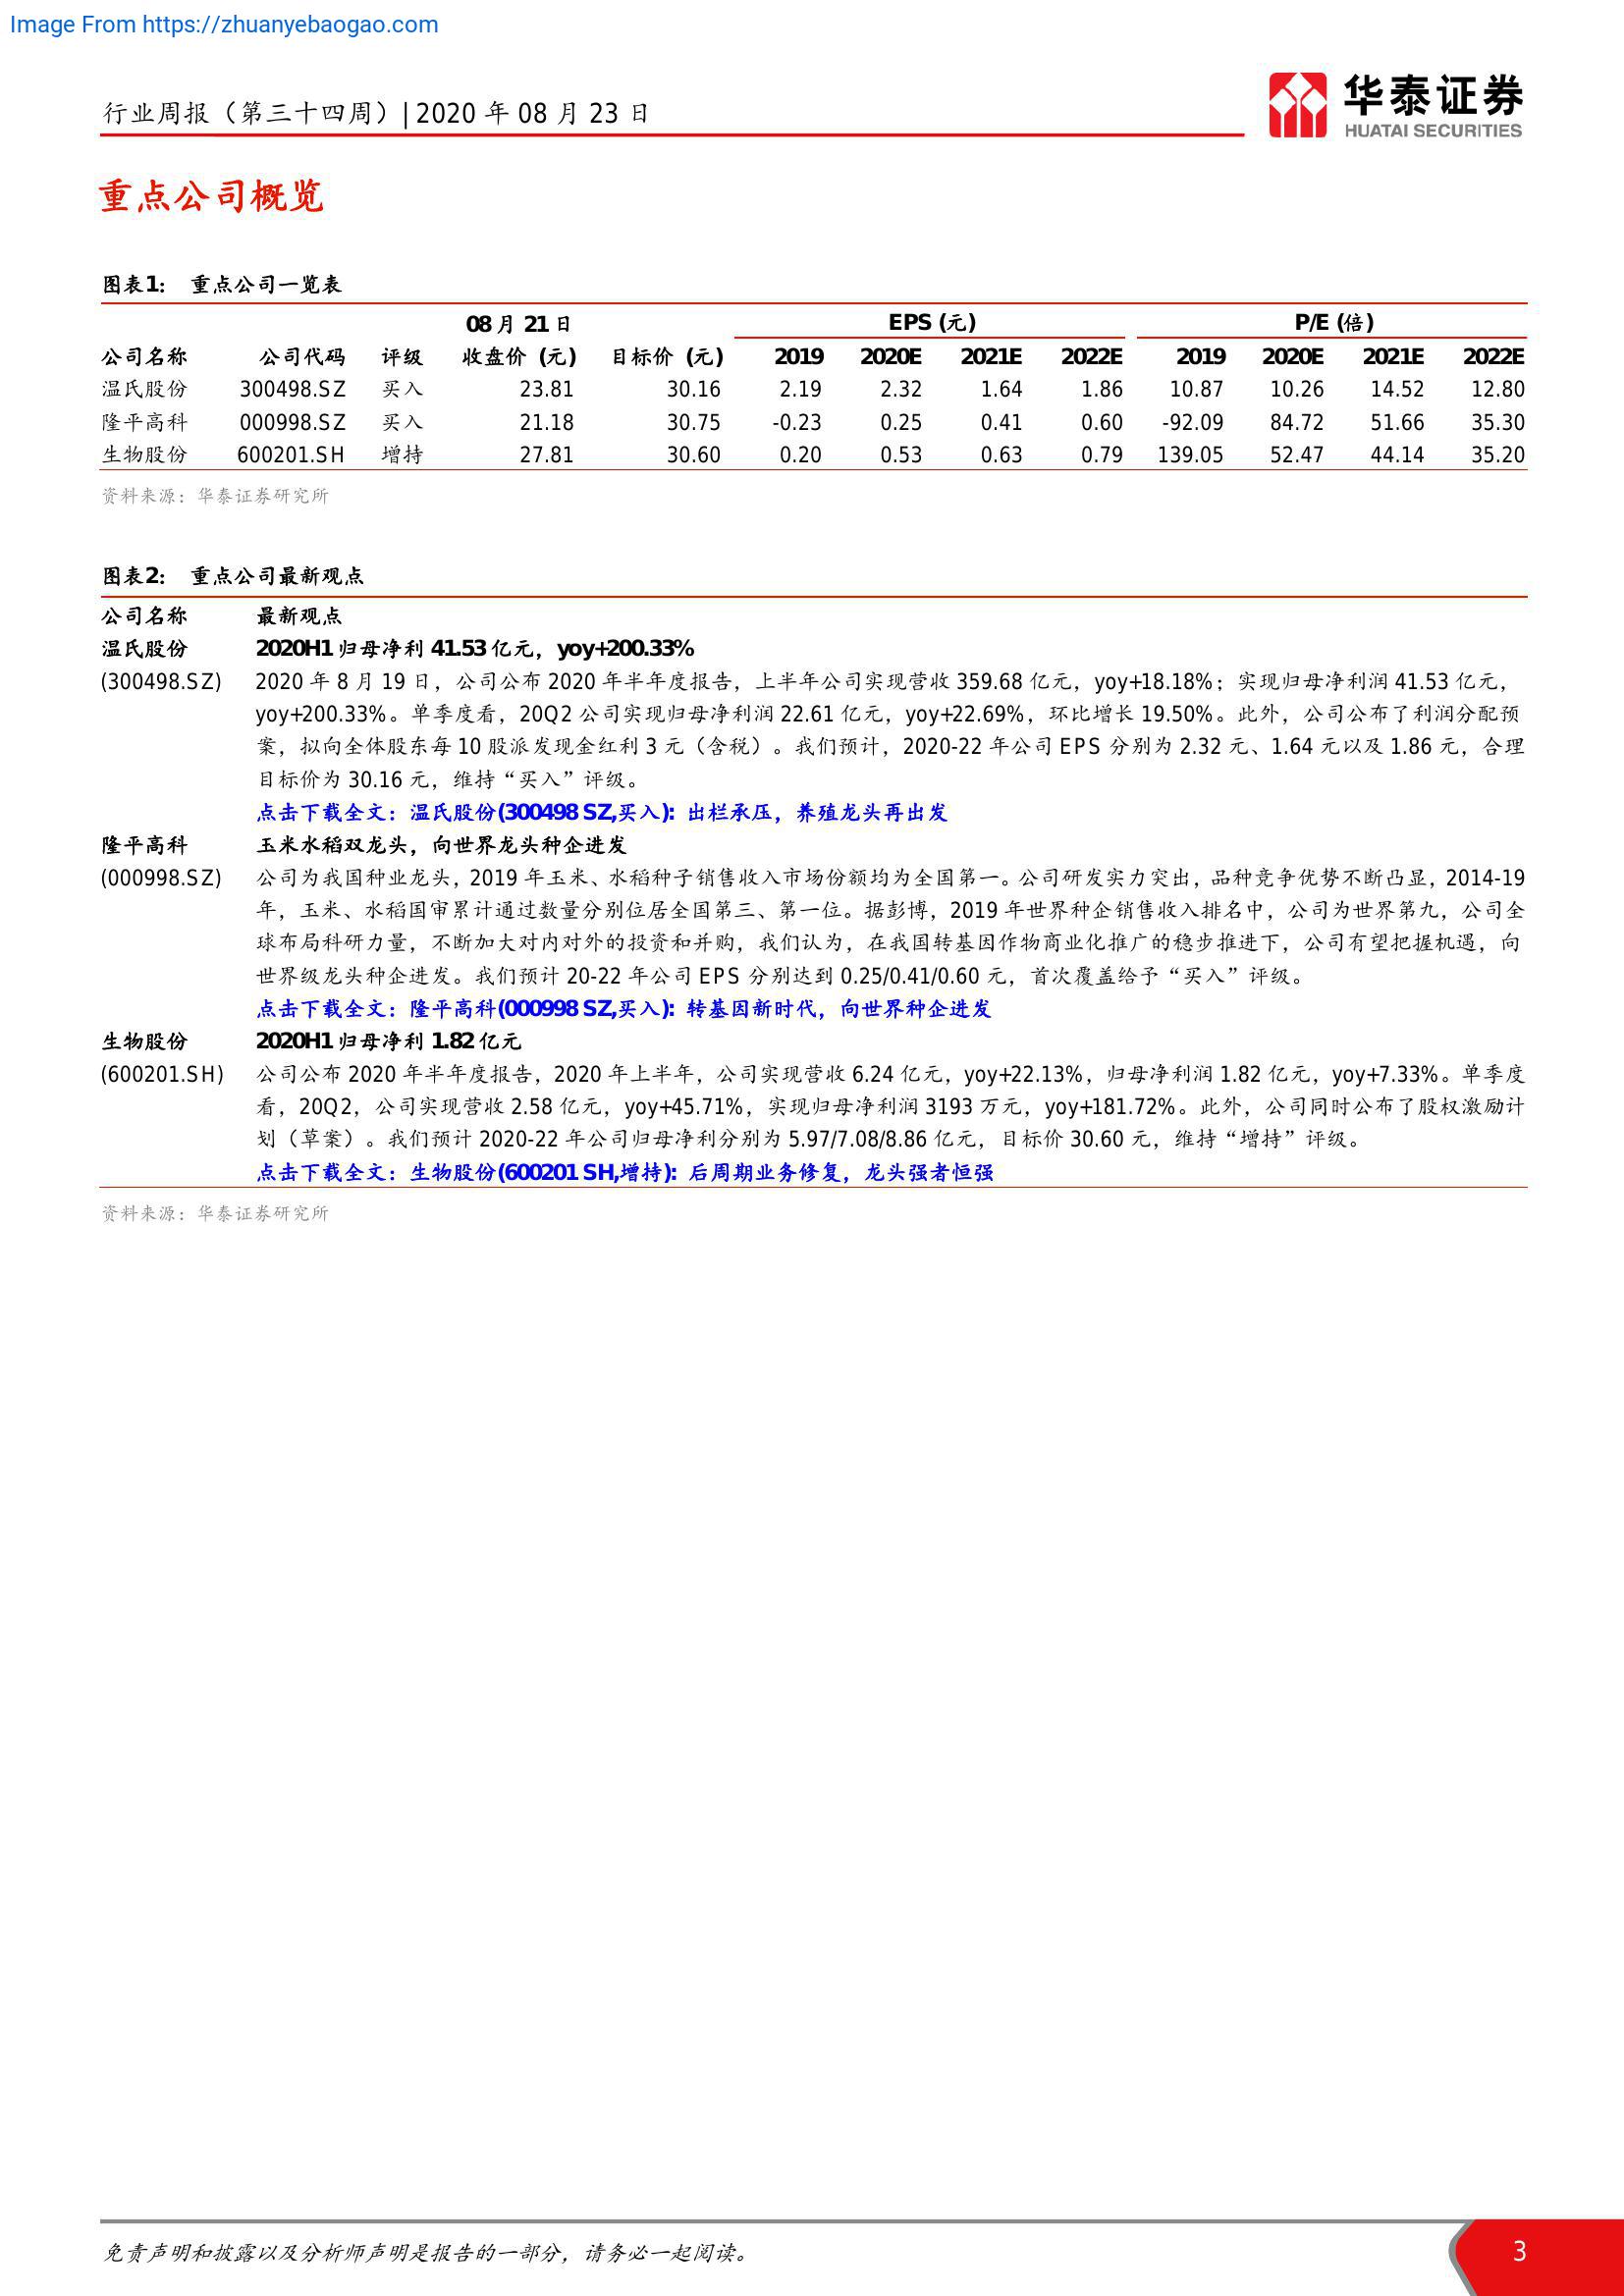 Image From https://zhuanyebaogao.com
行业周报（第三十四周）| 2020 年 08 月 23 日
华泰证券
HUATAI SECURITIES
重点公司概览
图表1： 重点公司一览表
08 月 21 日 EPS (元) P/E (倍)
公司名称 公司代码 评级 收盘价 (元) 目标价 (元) 2019 2020E 2021E 2022E 2019 2020E 2021E 2022E
温氏股份 300498.SZ 买入 23.81 30.16 2.19 2.32 1.64 1.86 10.87 10.26 14.52 12.80
隆平高科 000998.SZ 买入 21.18 30.75 -0.23 0.25 0.41 0.60 -92.09 84.72 51.66 35.30
生物股份 600201.SH 增持 27.81 30.60 0.20 0.53 0.63 0.79 139.05 52.47 44.14 35.20
资料来源：华泰证券研究所
图表2： 重点公司最新观点
公司名称 最新观点
温氏股份 2020H1 归母净利 41.53 亿元，yoy+200.33%
(300498.SZ) 2020 年 8 月 19 日，公司公布 2020 年半年度报告，上半年公司实现营收 359.68 亿元，yoy+18.18%；实现归母净利润 41.53 亿元，
yoy+200.33%。单季度看，20Q2 公司实现归母净利润 22.61 亿元，yoy+22.69%，环比增长 19.50%。此外，公司公布了利润分配预
案，拟向全体股东每 10 股派发现金红利 3 元（含税）。我们预计，2020-22 年公司 EPS 分别为 2.32 元、1.64 元以及 1.86 元，合理
目标价为 30.16 元，维持“买入”评级。
点击下载全文：温氏股份(300498 SZ,买入): 出栏承压，养殖龙头再出发
隆平高科 玉米水稻双龙头，向世界龙头种企进发
(000998.SZ) 公司为我国种业龙头，2019 年玉米、水稻种子销售收入市场份额均为全国第一。公司研发实力突出，品种竞争优势不断凸显，2014-19
年，玉米、水稻国审累计通过数量分别位居全国第三、第一位。据彭博，2019 年世界种企销售收入排名中，公司为世界第九，公司全
球布局科研力量，不断加大对内对外的投资和并购，我们认为，在我国转基因作物商业化推广的稳步推进下，公司有望把握机遇，向
世界级龙头种企进发。我们预计 20-22 年公司 EPS 分别达到 0.25/0.41/0.60 元，首次覆盖给予“买入”评级。
点击下载全文：隆平高科(000998 SZ,买入): 转基因新时代，向世界种企进发
生物股份 2020H1 归母净利 1.82 亿元
(600201.SH) 公司公布 2020 年半年度报告，2020 年上半年，公司实现营收 6.24 亿元，yoy+22.13%，归母净利润 1.82 亿元，yoy+7.33%。单季度
看，20Q2，公司实现营收 2.58 亿元，yoy+45.71%，实现归母净利润 3193 万元，yoy+181.72%。此外，公司同时公布了股权激励计
划（草案）。我们预计 2020-22 年公司归母净利分别为 5.97/7.08/8.86 亿元，目标价 30.60 元，维持“增持”评级。
点击下载全文：生物股份(600201 SH,增持): 后周期业务修复，龙头强者恒强
资料来源：华泰证券研究所
免责声明和披露以及分析师声明是报告的一部分，请务必一起阅读。 3